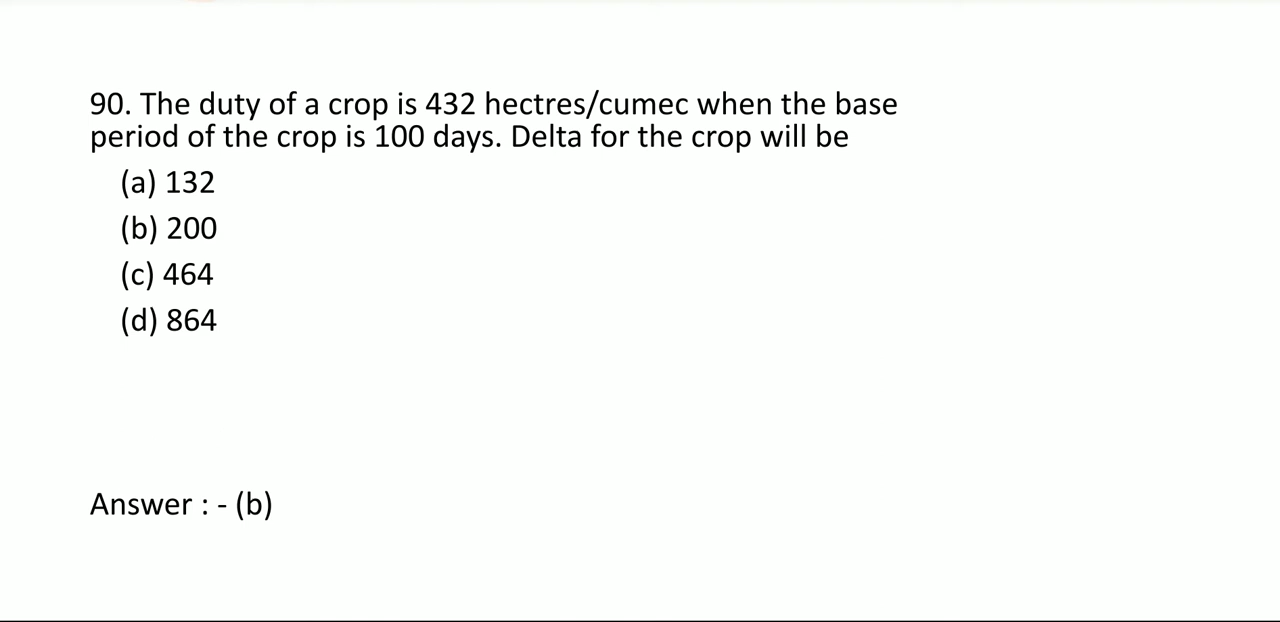 90. The duty of a crop is 432 hectres/cumec when the base
period of the crop is 100 days. Delta for the crop will be
(a) 132
(b) 200
(c) 464
(d) 864
Answer : - (b)